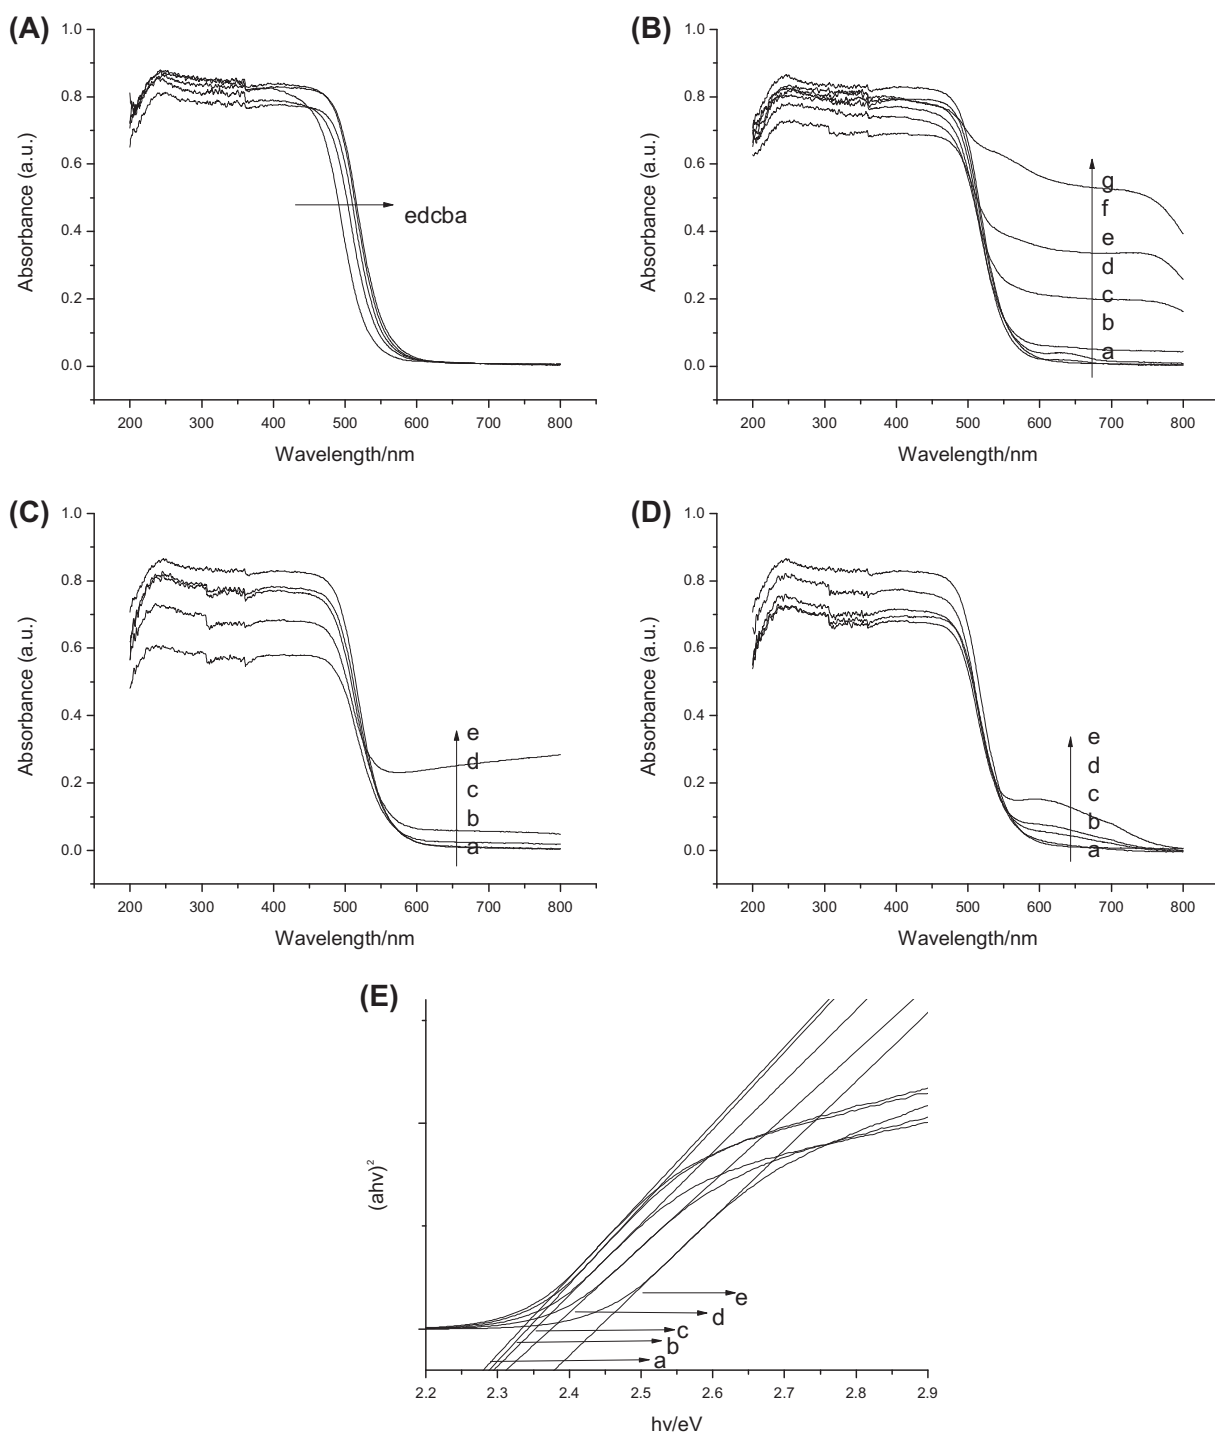 (A)
1.0
0.8
0.6
0.4
0.2
0.0
Absorbance (a.u.)
edcba
200 300 400 500 600 700 800
Wavelength/nm
(B)
1.0
0.8
0.6
0.4
0.2
0.0
Absorbance (a.u.)
g
f
e
d
c
b
a
200 300 400 500 600 700 800
Wavelength/nm
(C)
1.0
0.8
0.6
0.4
0.2
0.0
Absorbance (a.u.)
e
d
c
b
a
200 300 400 500 600 700 800
Wavelength/nm
(D)
1.0
0.8
0.6
0.4
0.2
0.0
Absorbance (a.u.)
e
d
c
b
a
200 300 400 500 600 700 800
Wavelength/nm
(E)
(ahv)²
e
d
c
b
a
2.2 2.3 2.4 2.5 2.6 2.7 2.8 2.9
hv/eV